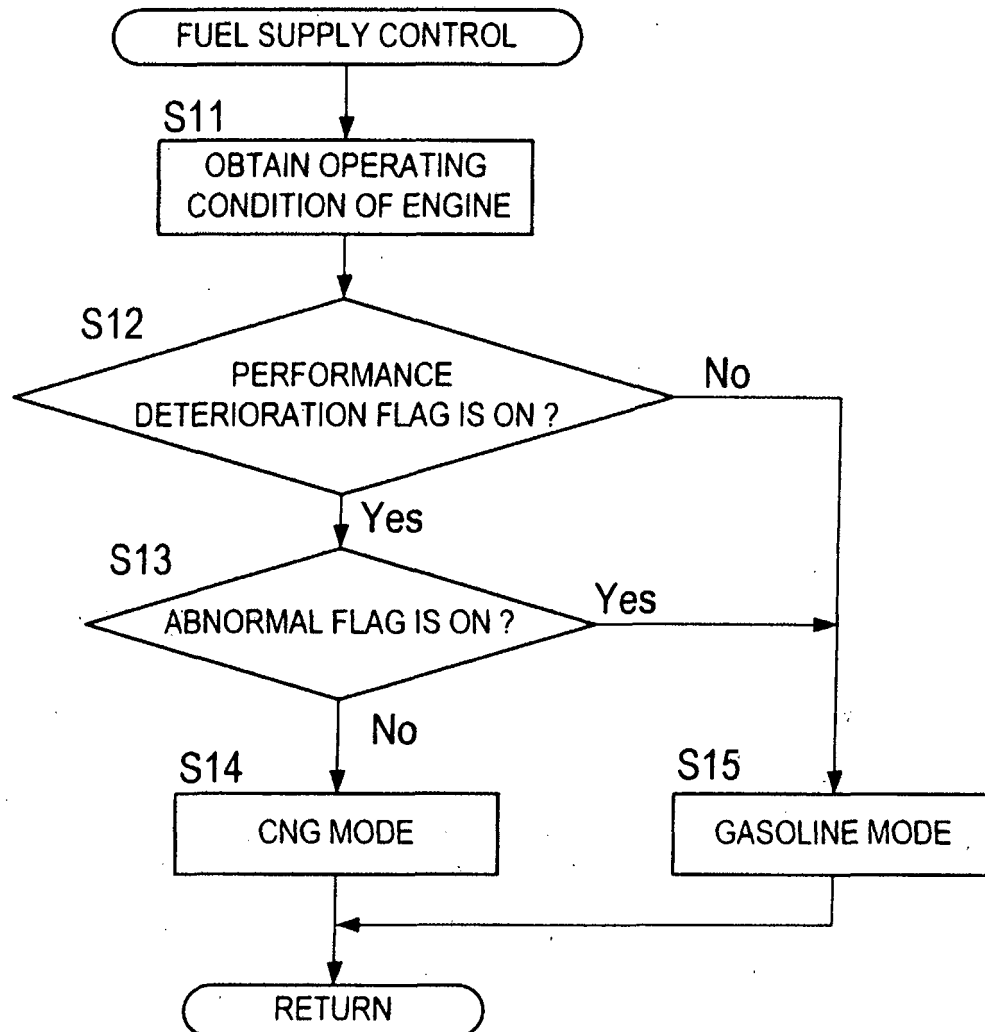 FUEL SUPPLY CONTROL
S11
OBTAIN OPERATING
CONDITION OF ENGINE
S12
PERFORMANCE
DETERIORATION FLAG IS ON ?
No
Yes
S13
ABNORMAL FLAG IS ON ?
Yes
No
S14
CNG MODE
S15
GASOLINE MODE
RETURN